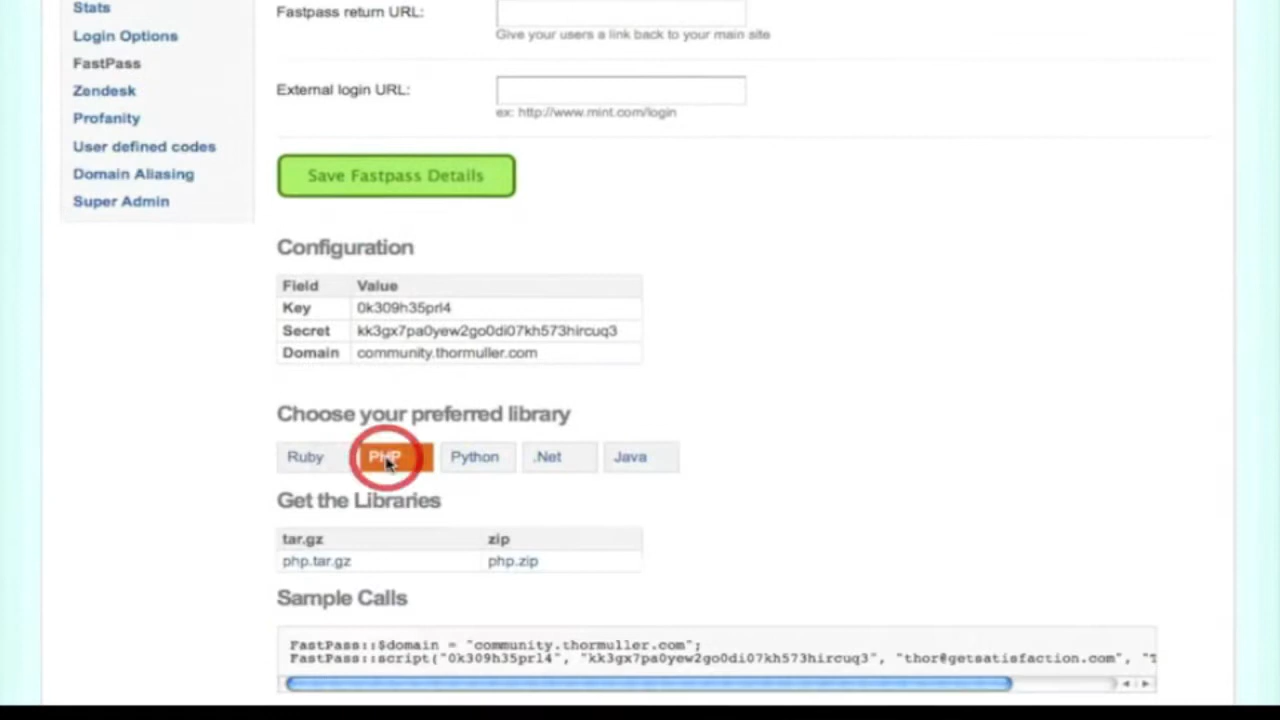 Stats
Login Options
FastPass
Zendesk
Profanity
User defined codes
Domain Aliasing
Super Admin
Fastpass return URL:
Give your users a link back to your main site
External login URL:
ex: http://www.mint.com/login
Save Fastpass Details
Configuration
Field Value
Key 0k309h35prl4
Secret kk3gx7pa0yew2go0di07kh573hircuq3
Domain community.thormuller.com
Choose your preferred library
Ruby PHP Python .Net Java
Get the Libraries
tar.gz zip
php.tar.gz php.zip
Sample Calls
FastPass::$domain = "community.thormuller.com";
FastPass::script("0k309h35prl4", "kk3gx7pa0yew2go0di07kh573hircuq3", "thor@getsatisfaction.com", "